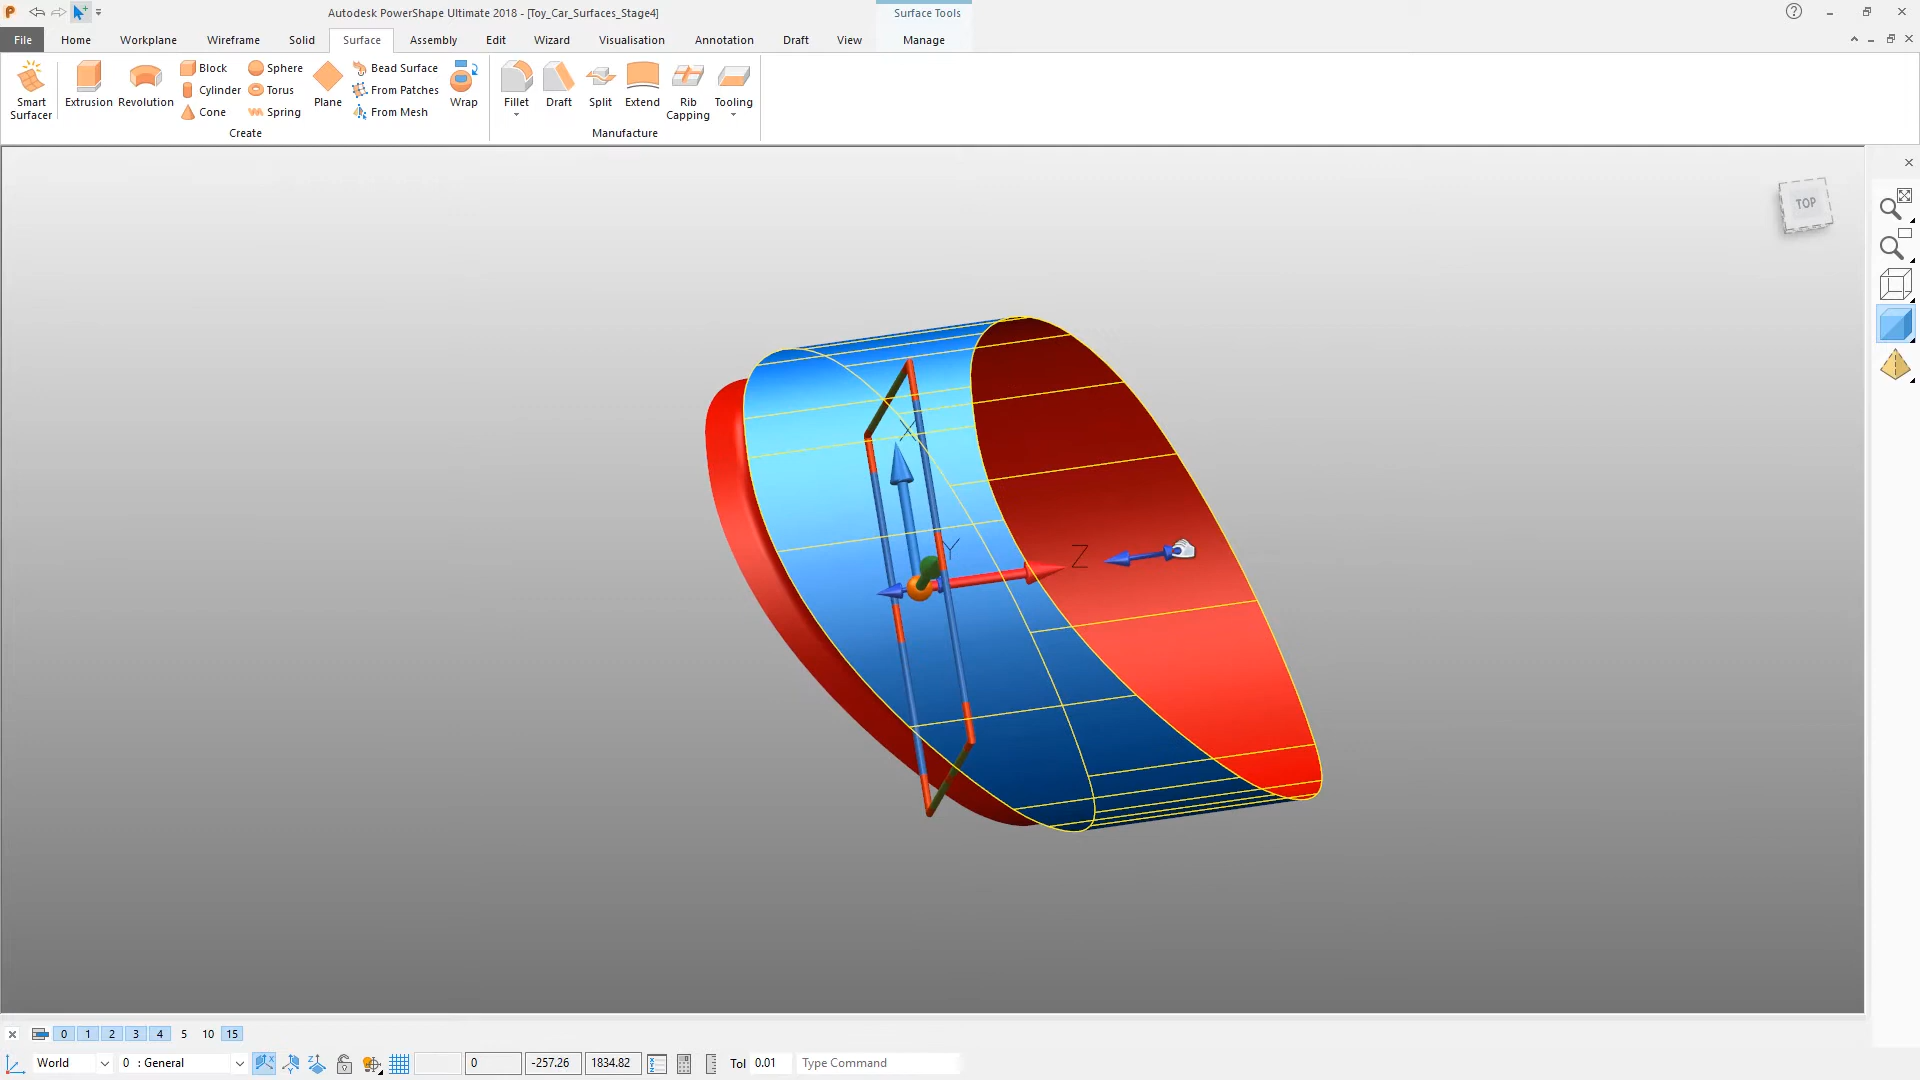 Autodesk PowerShape Ultimate 2018 - [Toy_Car_Surfaces_Stage4]
Surface Tools
File Home Workplane Wireframe Solid Surface Assembly Edit Wizard Visualisation Annotation Draft View Manage
Smart Surfacer
Extrusion
Revolution
Block
Cylinder
Cone
Sphere
Torus
Spring
Plane
Bead Surface
From Patches
From Mesh
Wrap
Create
Fillet
Draft
Split
Extend
Rib Capping
Tooling
Manufacture
TOP
X
Y
Z
0 1 2 3 4 5 10 15
World 0 : General 0 -257.26 1834.82 Tol 0.01 Type Command